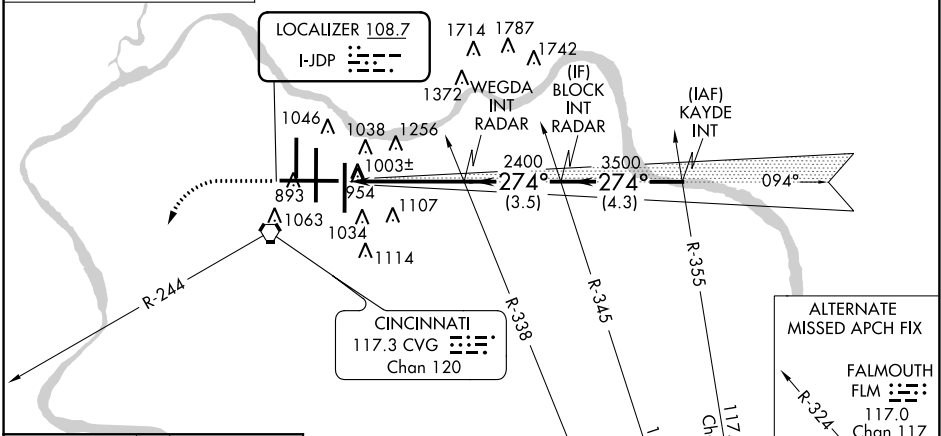 LOCALIZER 108.7
I-JDP
1714
1787
1742
1372
WEGDA
INT
RADAR
(IF)
BLOCK
INT
RADAR
(IAF)
KAYDE
INT
1046
1038
1256
1003±
2400
3500
274°
274°
094°
(3.5)
(4.3)
893
954
1063
1034
1107
1114
R-244
R-338
R-345
R-355
CINCINNATI
117.3 CVG
Chan 120
ALTERNATE
MISSED APCH FIX
FALMOUTH
FLM
117.0
Chan 117
R-324